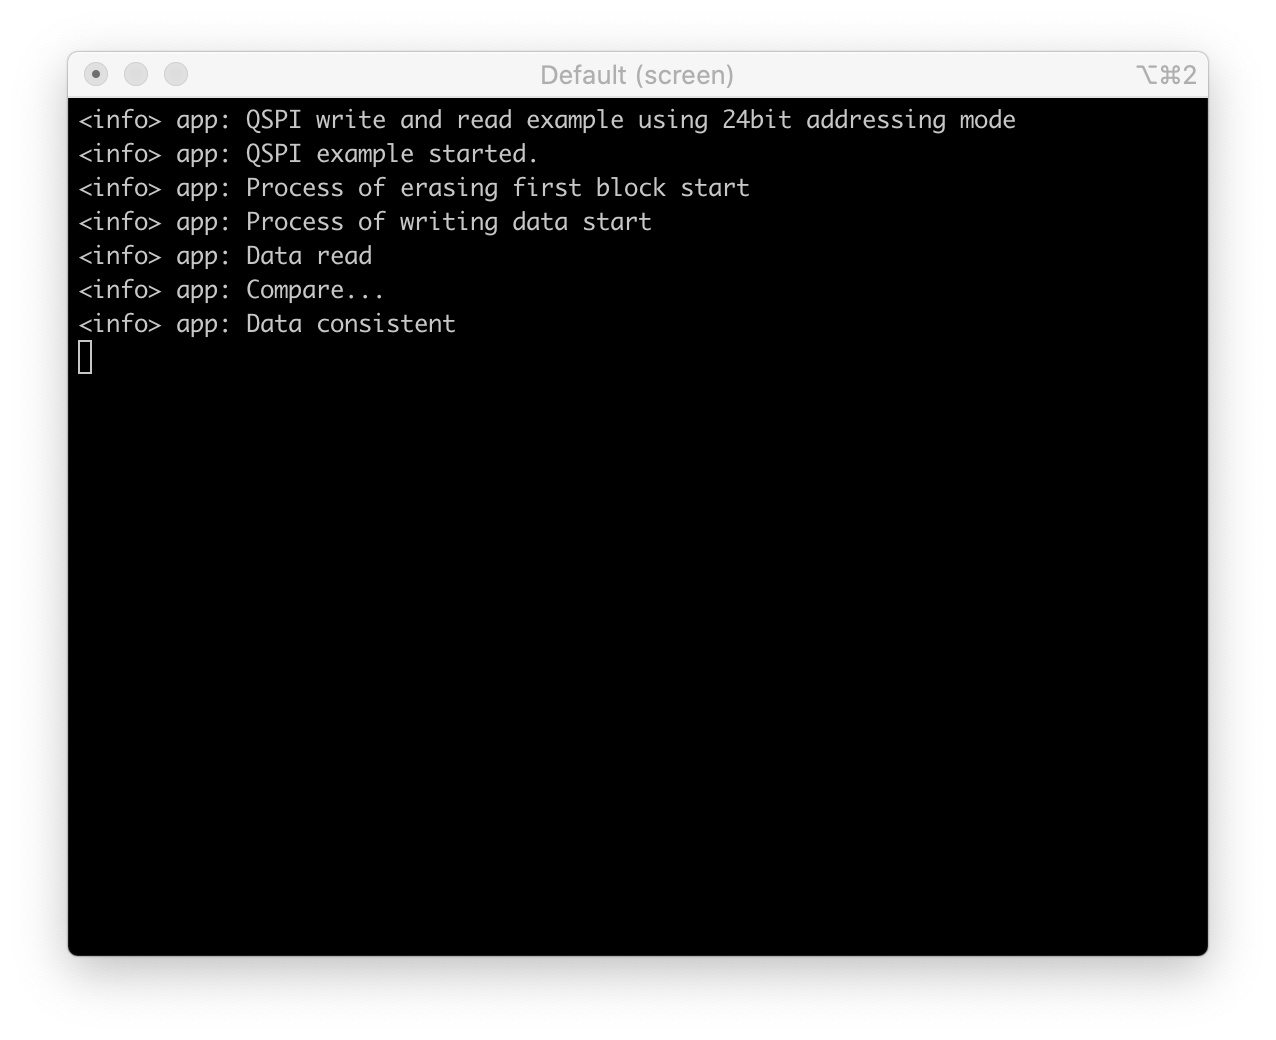 Default (screen) ⌥⌘2
<info> app: QSPI write and read example using 24bit addressing mode
<info> app: QSPI example started.
<info> app: Process of erasing first block start
<info> app: Process of writing data start
<info> app: Data read
<info> app: Compare...
<info> app: Data consistent